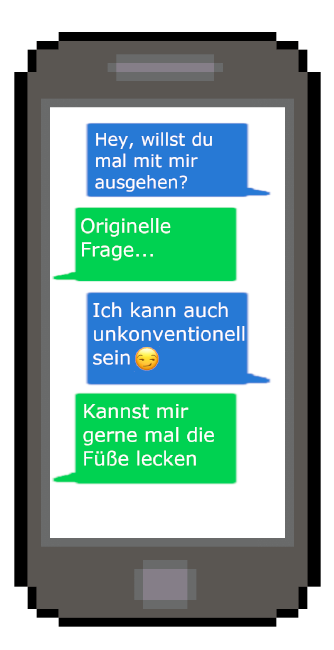 Hey, willst du
mal mit mir
ausgehen?
Originelle
Frage...
Ich kann auch
unkonventionell
sein😏
Kannst mir
gerne mal die
Füße lecken